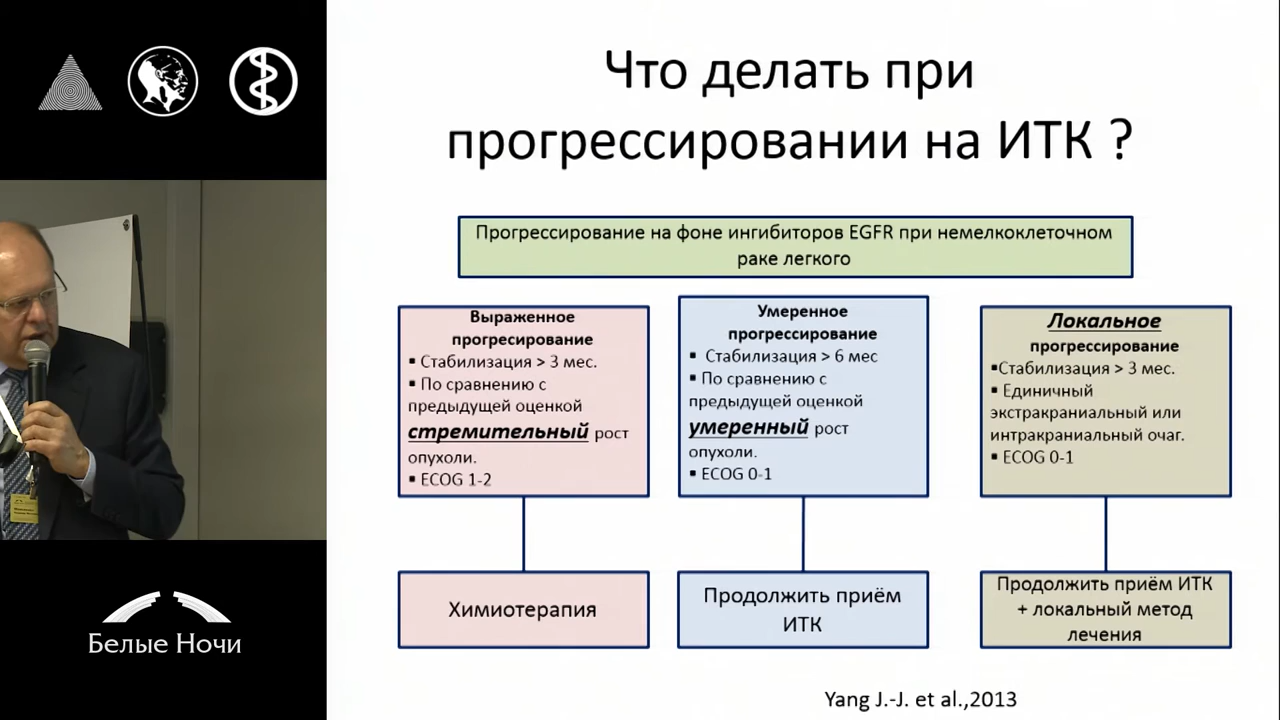 Что делать при
прогрессировании на ИТК ?
Прогрессирование на фоне ингибиторов EGFR при немелкоклеточном
раке легкого
Выраженное
прогресирование
▪ Стабилизация > 3 мес.
▪ По сравнению с
предыдущей оценкой
стремительный рост
опухоли.
▪ ECOG 1-2
Умеренное
прогрессирование
▪ Стабилизация > 6 мес
▪ По сравнению с
предыдущей оценкой
умеренный рост
опухоли.
▪ ECOG 0-1
Локальное
прогрессирование
▪Стабилизация > 3 мес.
▪ Единичный
экстракраниальный или
интракраниальный очаг.
▪ ECOG 0-1
Химиотерапия
Продолжить приём
ИТК
Продолжить приём ИТК
+ локальный метод
лечения
Yang J.-J. et al.,2013
Белые Ночи